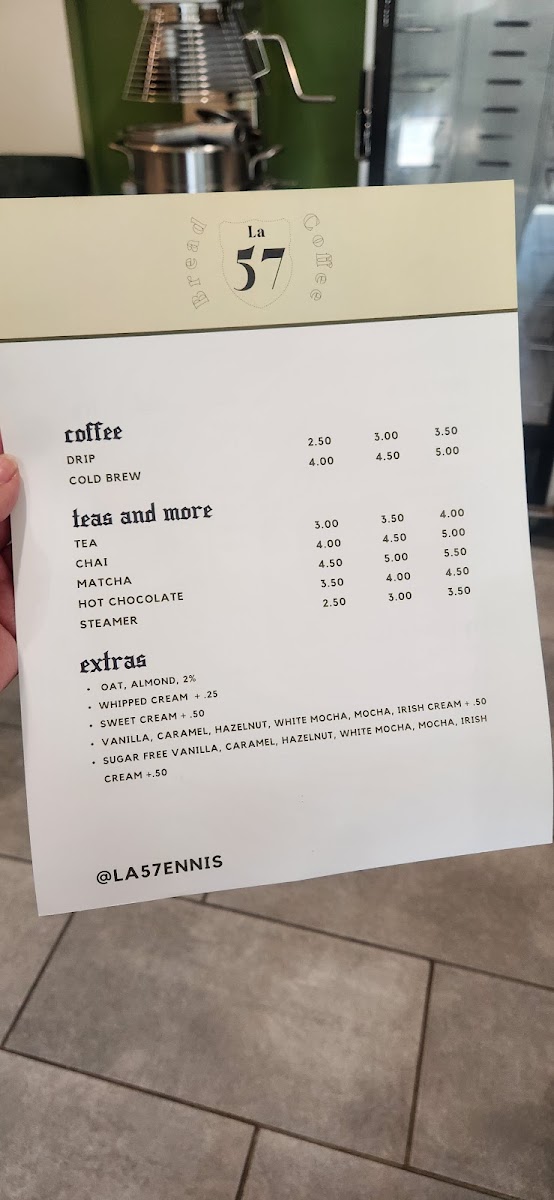 Bread La 57 Coffee
coffee
DRIP 2.50 3.00 3.50
COLD BREW 4.00 4.50 5.00
teas and more
TEA 3.00 3.50 4.00
CHAI 4.00 4.50 5.00
MATCHA 4.50 5.00 5.50
HOT CHOCOLATE 3.50 4.00 4.50
STEAMER 2.50 3.00 3.50
extras
• OAT, ALMOND, 2%
• WHIPPED CREAM + .25
• SWEET CREAM + .50
• VANILLA, CARAMEL, HAZELNUT, WHITE MOCHA, MOCHA, IRISH CREAM + .50
• SUGAR FREE VANILLA, CARAMEL, HAZELNUT, WHITE MOCHA, MOCHA, IRISH
CREAM +.50
@LA57ENNIS